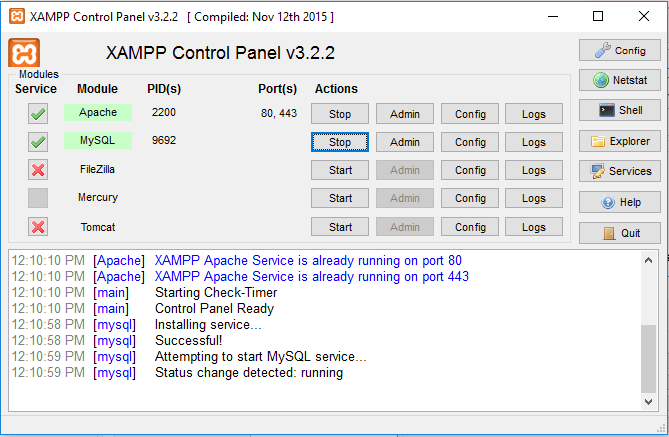 XAMPP Control Panel v3.2.2 [ Compiled: Nov 12th 2015 ]
XAMPP Control Panel v3.2.2
Config
Modules
Service Module PID(s) Port(s) Actions
Netstat
Apache 2200 80, 443 Stop Admin Config Logs
Shell
MySQL 9692 Stop Admin Config Logs
Explorer
FileZilla Start Admin Config Logs
Services
Mercury Start Admin Config Logs
Help
Tomcat Start Admin Config Logs
Quit
12:10:10 PM [Apache] XAMPP Apache Service is already running on port 80
12:10:10 PM [Apache] XAMPP Apache Service is already running on port 443
12:10:10 PM [main] Starting Check-Timer
12:10:10 PM [main] Control Panel Ready
12:10:58 PM [mysql] Installing service...
12:10:58 PM [mysql] Successful!
12:10:59 PM [mysql] Attempting to start MySQL service...
12:10:59 PM [mysql] Status change detected: running